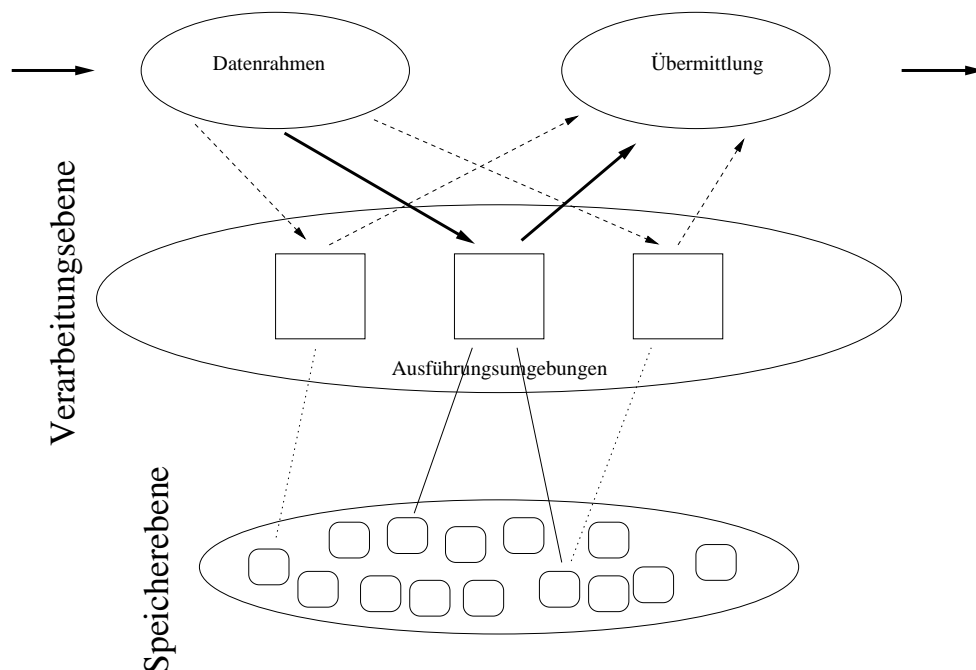 Datenrahmen
Übermittlung
Verarbeitungsebene
Ausführungsumgebungen
Speicherebene